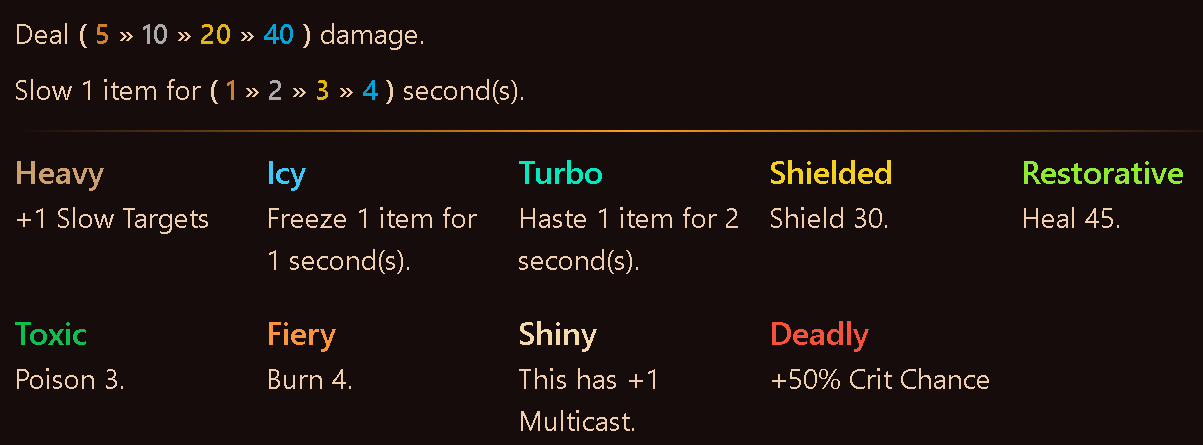 Deal ( 5 » 10 » 20 » 40 ) damage.
Slow 1 item for ( 1 » 2 » 3 » 4 ) second(s).
Heavy
+1 Slow Targets
Icy
Freeze 1 item for
1 second(s).
Turbo
Haste 1 item for 2
second(s).
Shielded
Shield 30.
Restorative
Heal 45.
Toxic
Poison 3.
Fiery
Burn 4.
Shiny
This has +1
Multicast.
Deadly
+50% Crit Chance